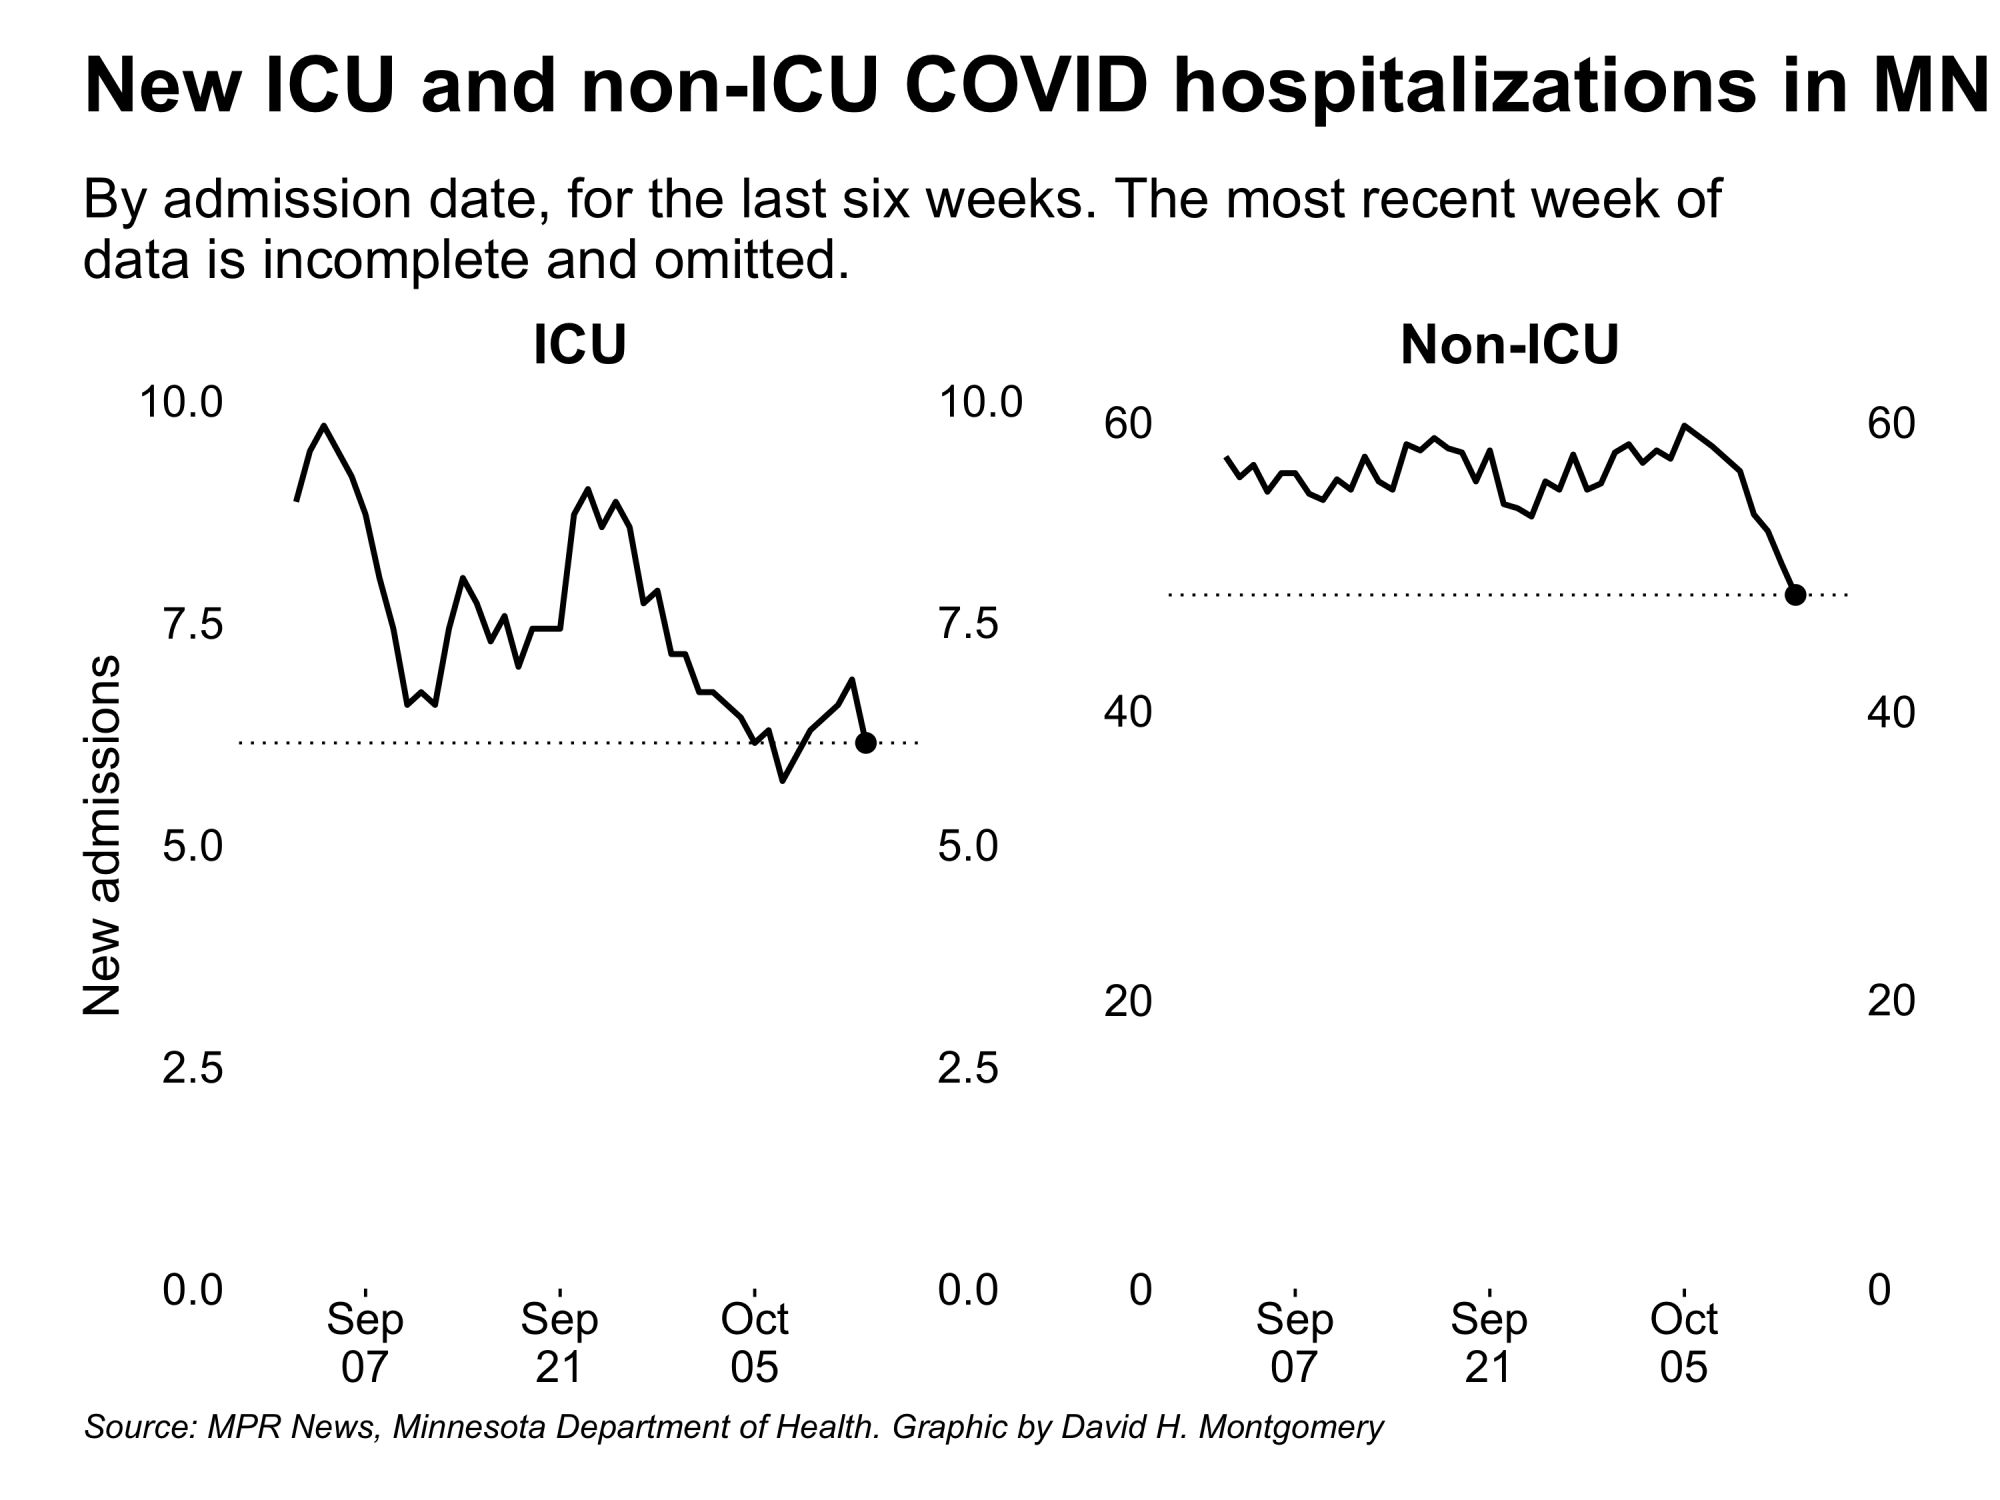 New ICU and non-ICU COVID hospitalizations in MN
By admission date, for the last six weeks. The most recent week of
data is incomplete and omitted.
ICU
Non-ICU
New admissions
10.0
7.5
5.0
2.5
0.0
10.0
7.5
5.0
2.5
0.0
60
40
20
0
60
40
20
0
Sep
07
Sep
21
Oct
05
Sep
07
Sep
21
Oct
05
Source: MPR News, Minnesota Department of Health. Graphic by David H. Montgomery